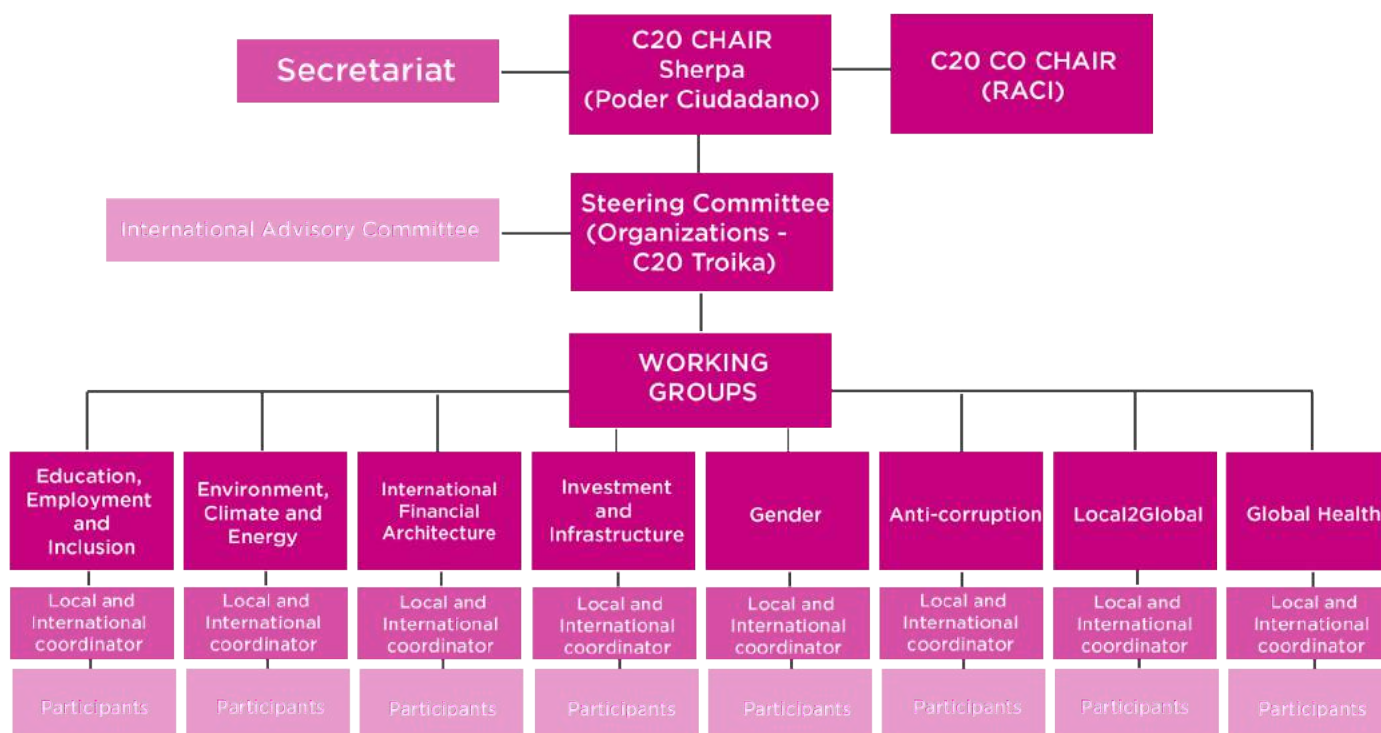 C20 CHAIR
Sherpa
(Poder Ciudadano)
Secretariat
C20 CO CHAIR
(RACI)
Steering Committee
(Organizations -
C20 Troika)
International Advisory Committee
WORKING
GROUPS
Education,
Employment
and
Inclusion
Environment,
Climate and
Energy
International
Financial
Architecture
Investment
and
Infrastructure
Gender
Anti-corruption
Local2Global
Global Health
Local and
International
coordinator
Local and
International
coordinator
Local and
International
coordinator
Local and
International
coordinator
Local and
International
coordinator
Local and
International
coordinator
Local and
International
coordinator
Local and
International
coordinator
Participants
Participants
Participants
Participants
Participants
Participants
Participants
Participants